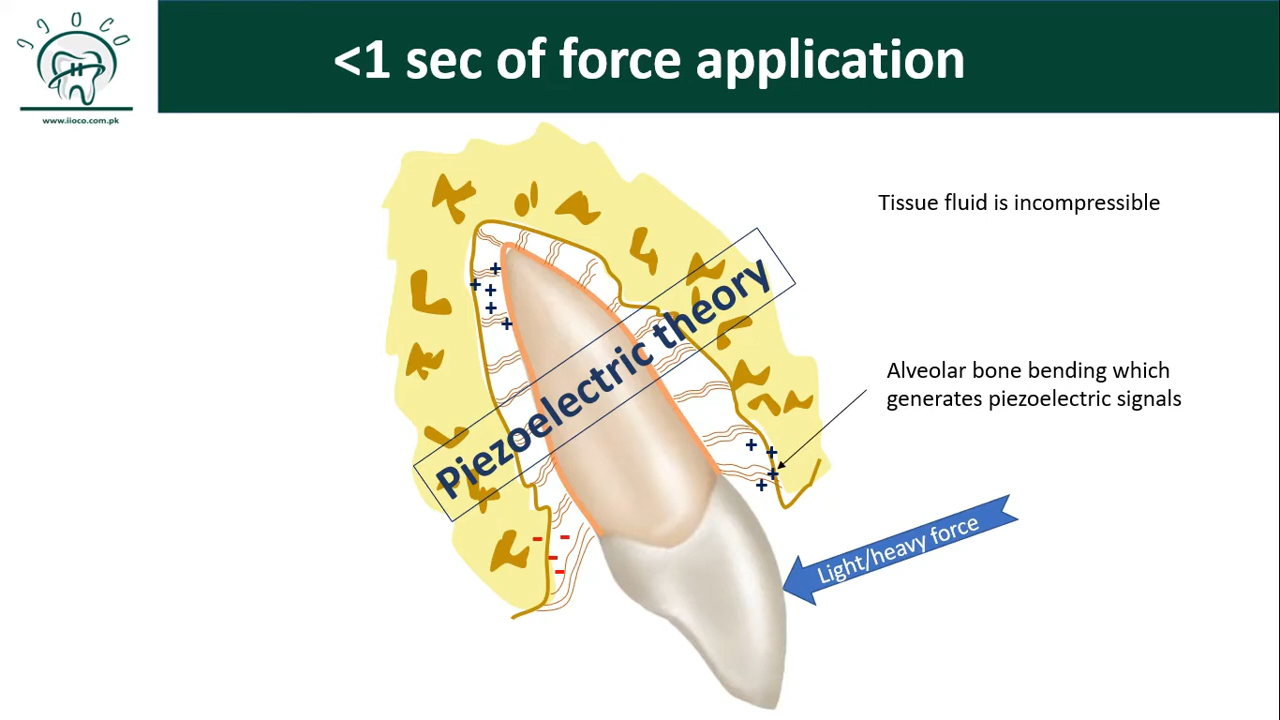 IJOCO
www.iioco.com.pk
<1 sec of force application
Tissue fluid is incompressible
Piezoelectric theory
Alveolar bone bending which
generates piezoelectric signals
Light/heavy force
+ + + + +
+ + + +
- - - -